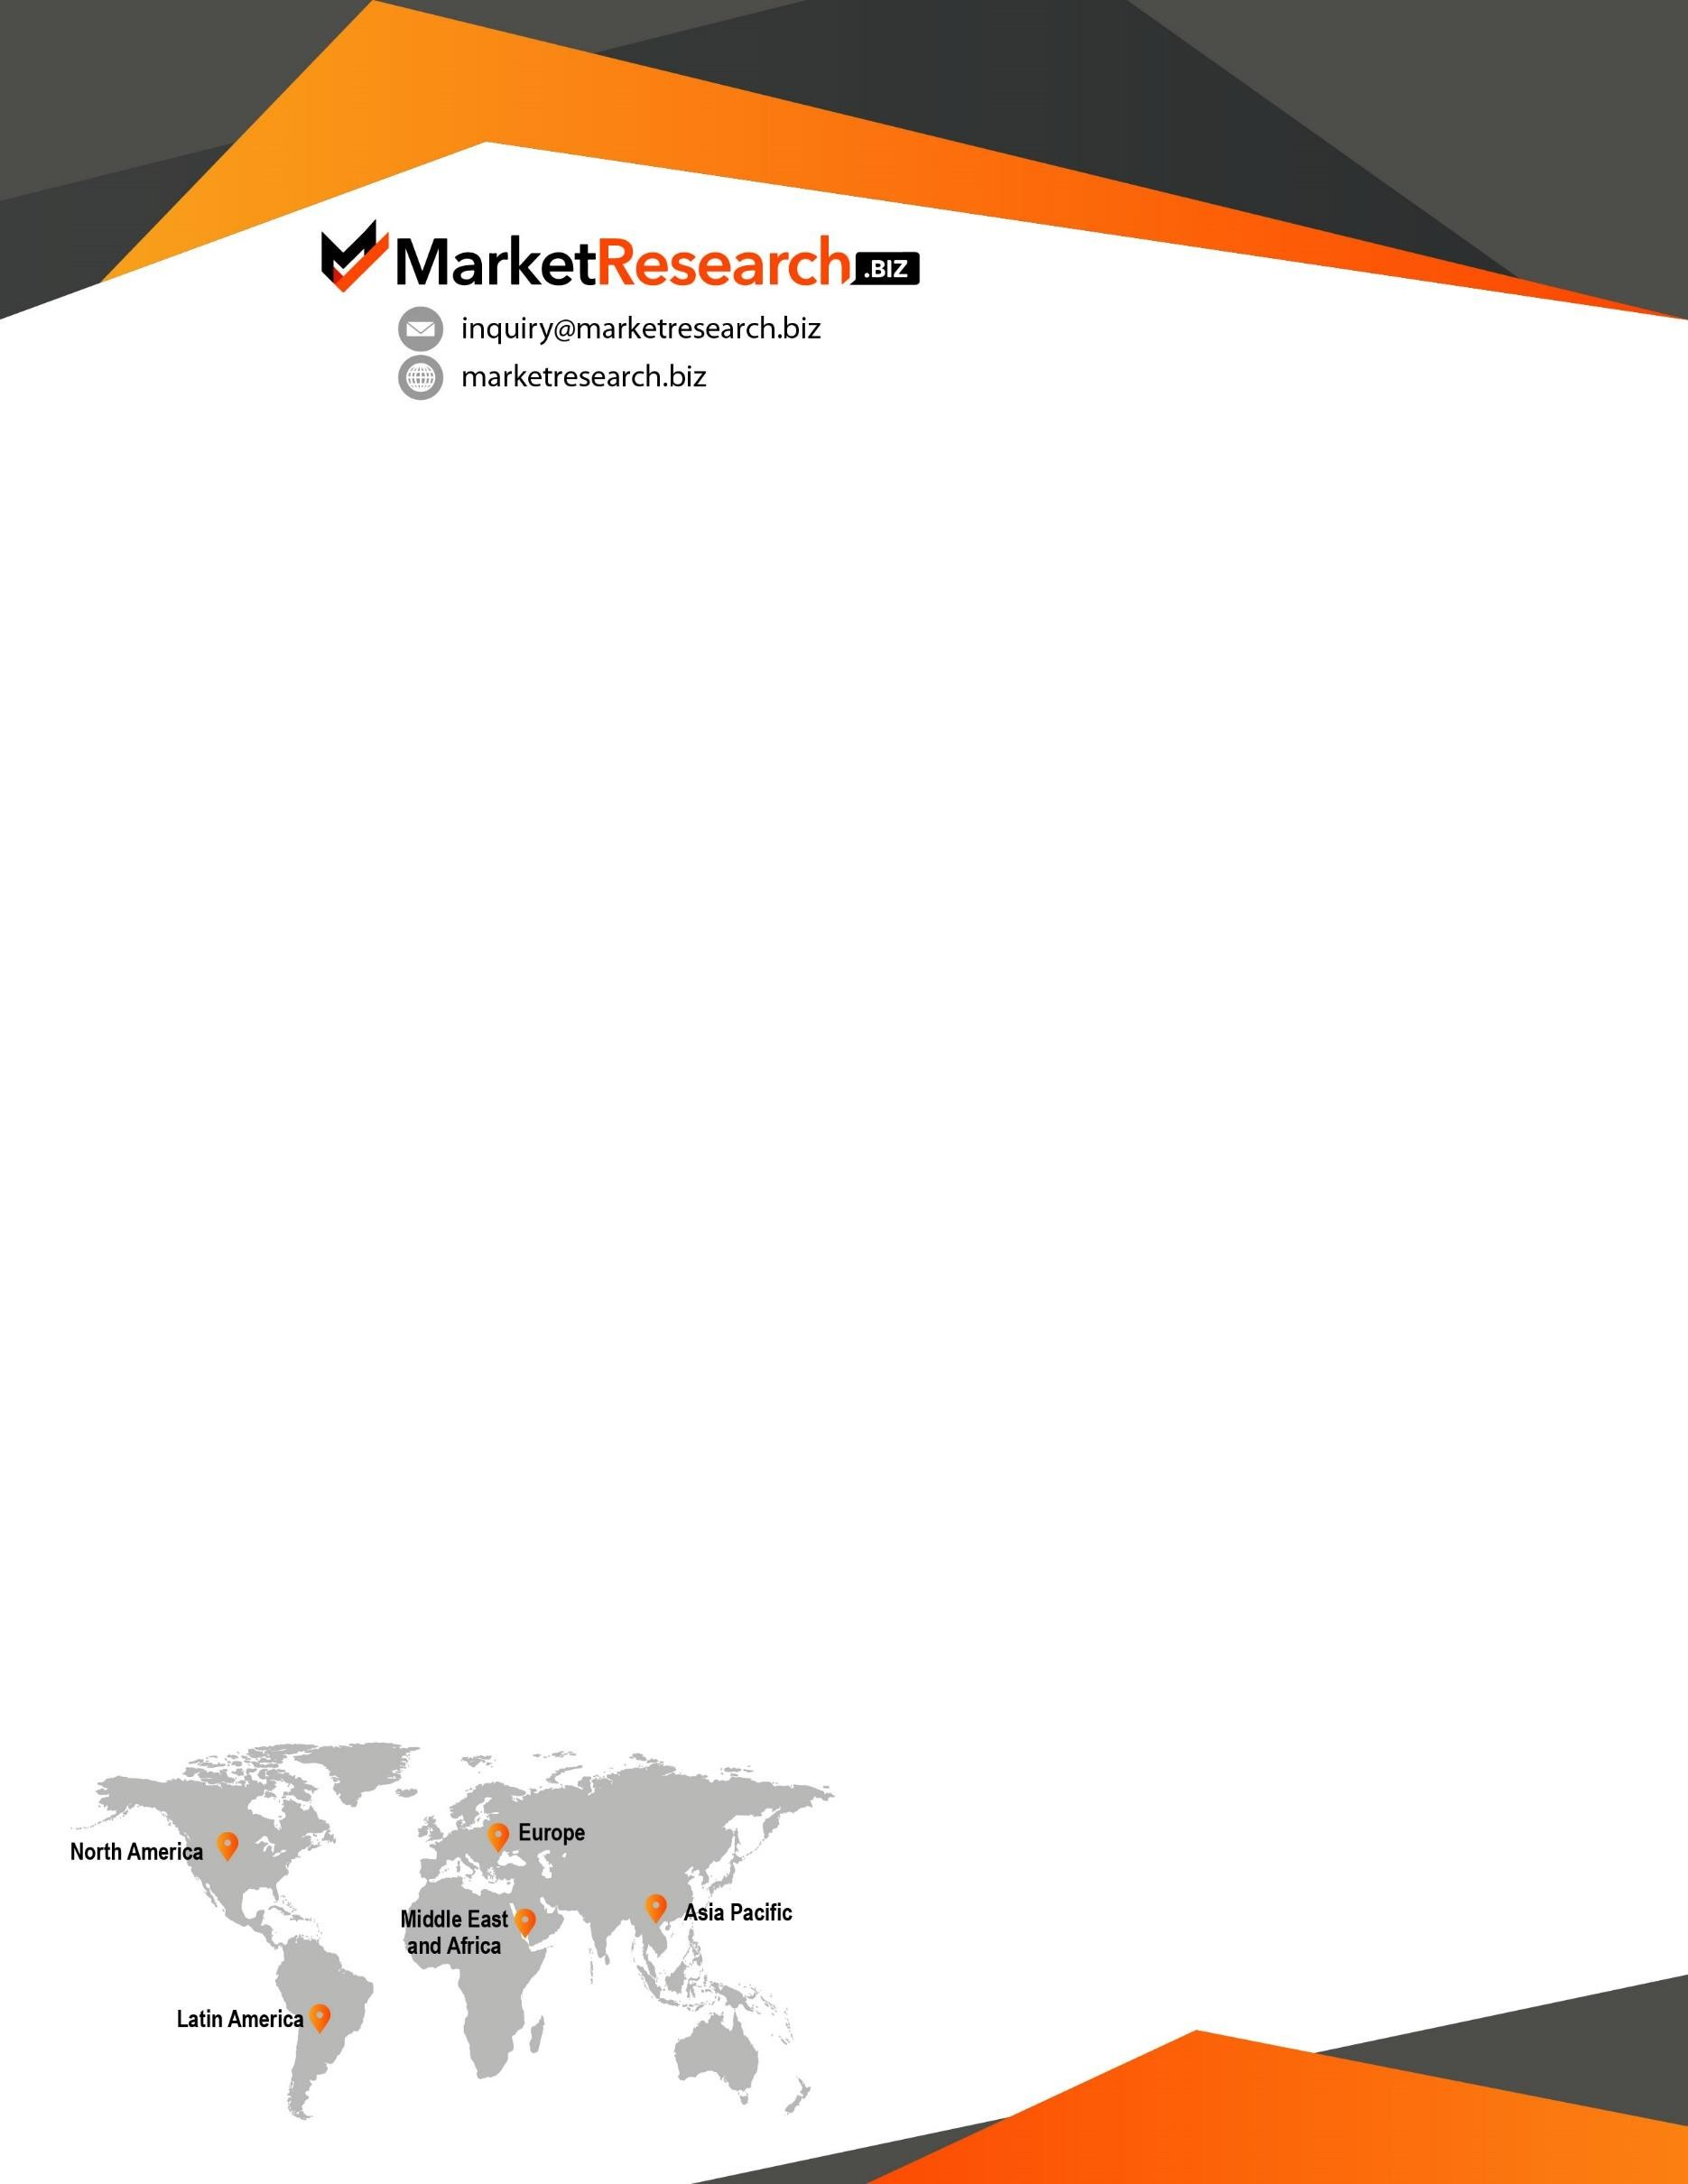 MarketResearch.BIZ
inquiry@marketresearch.biz
marketresearch.biz
North America
Europe
Middle East
and Africa
Asia Pacific
Latin America